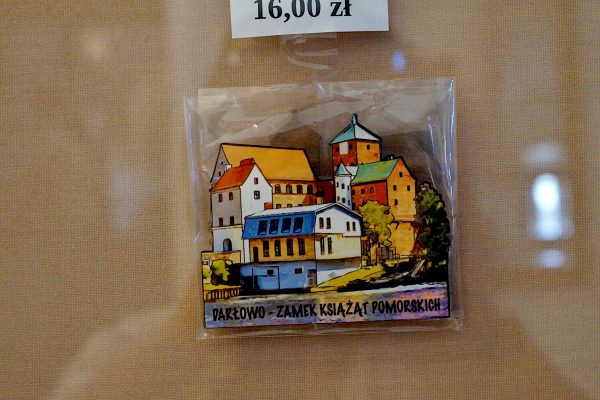 16,00 zł
DARŁOWO - ZAMEK KSIĄŻĄT POMORSKICH